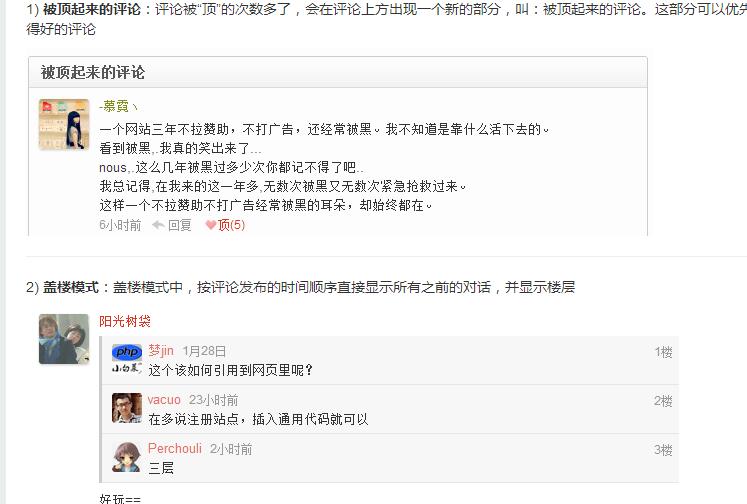 1) 被顶起来的评论：评论被“顶”的次数多了，会在评论上方出现一个新的部分，叫：被顶起来的评论。这部分可以优先
得好的评论
被顶起来的评论
-慕霓ヽ
一个网站三年不拉赞助，不打广告，还经常被黑。我不知道是靠什么活下去的。
看到被黑,.我真的笑出来了...
nous,.这么几年被黑过多少次你都记不得了吧..
我总记得,在我来的这一年多,无数次被黑又无数次紧急抢救过来。
这样一个不拉赞助不打广告经常被黑的耳朵，却始终都在。
6小时前 回复 顶(5)
2) 盖楼模式：盖楼模式中，按评论发布的时间顺序直接显示所有之前的对话，并显示楼层
阳光树袋
php 梦jin 1月28日 1楼
小白菜 这个该如何引用到网页里呢？
vacuo 23小时前 2楼
在多说注册站点，插入通用代码就可以
Perchouli 2小时前 3楼
三层
好玩==